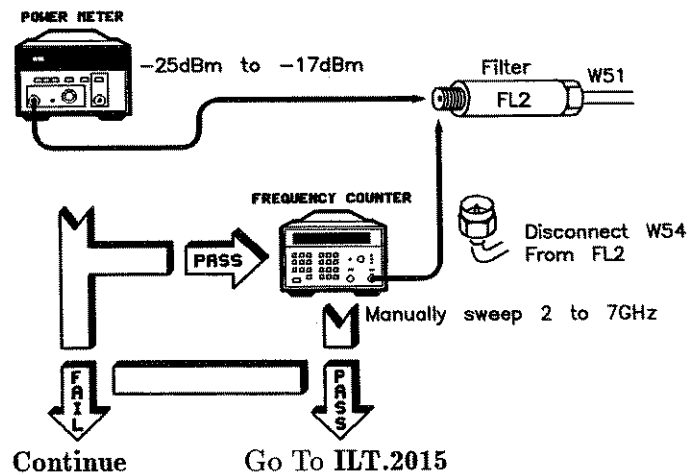 POWER METER
-25dBm to -17dBm
Filter
W51
FL2
FREQUENCY COUNTER
Disconnect W54
From FL2
PASS
Manually sweep 2 to 7GHz
FAIL
PASS
Continue
Go To ILT.2015